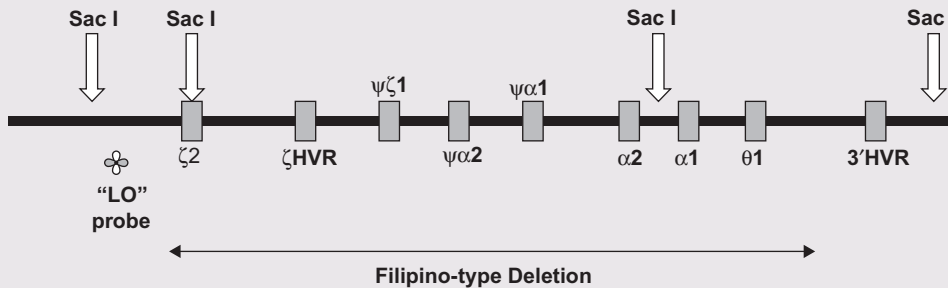 Sac I Sac I Sac I Sac
ψζ1 ψα1
ζ2 ζHVR ψα2 α2 α1 θ1 3′HVR
“LO”
probe
Filipino-type Deletion